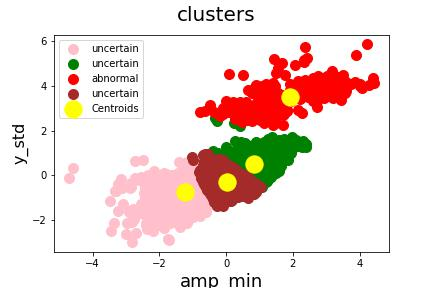 clusters
uncertain
uncertain
abnormal
uncertain
Centroids
y_std
6
4
2
0
−2
−4 −2 0 2 4
amp_min